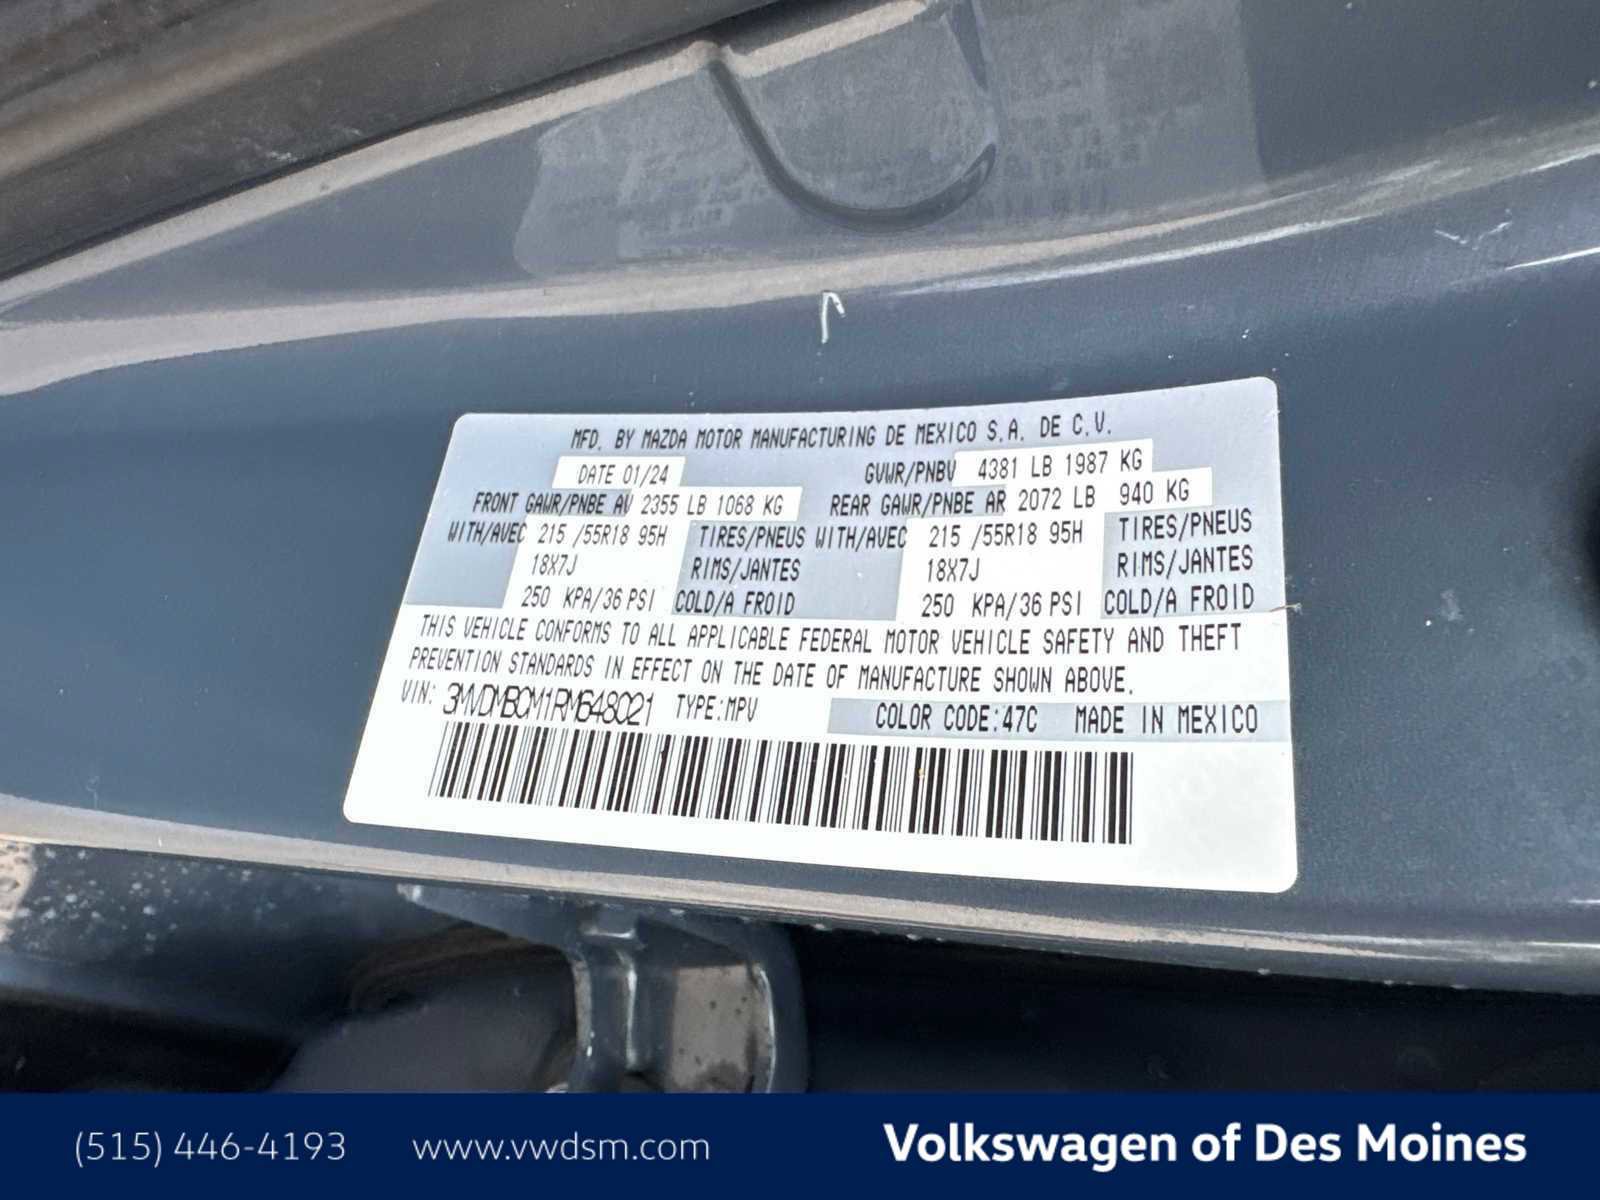 MFD. BY MAZDA MOTOR MANUFACTURING DE MEXICO S.A. DE C.V.
DATE 01/24 GVWR/PNBV 4381 LB 1987 KG
FRONT GAWR/PNBE AV 2355 LB 1068 KG REAR GAWR/PNBE AR 2072 LB 940 KG
WITH/AVEC 215 /55R18 95H TIRES/PNEUS WITH/AVEC 215 /55R18 95H TIRES/PNEUS
18X7J RIMS/JANTES 18X7J RIMS/JANTES
250 KPA/36 PSI COLD/A FROID 250 KPA/36 PSI COLD/A FROID
THIS VEHICLE CONFORMS TO ALL APPLICABLE FEDERAL MOTOR VEHICLE SAFETY AND THEFT
PREVENTION STANDARDS IN EFFECT ON THE DATE OF MANUFACTURE SHOWN ABOVE.
VIN: 3MVDMBCM1RM648021 TYPE:MPV COLOR CODE:47C MADE IN MEXICO
(515) 446-4193 www.vwdsm.com Volkswagen of Des Moines